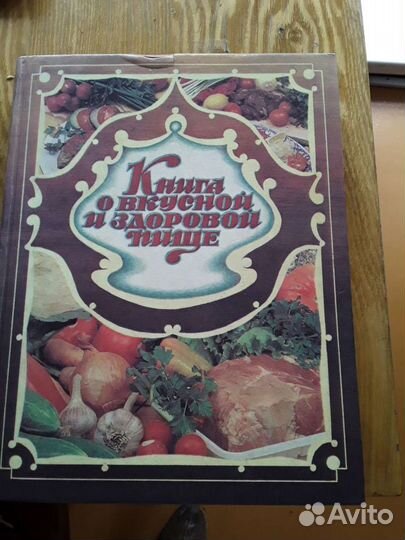 Книга
о вкусной
и здоровой
пище
Avito